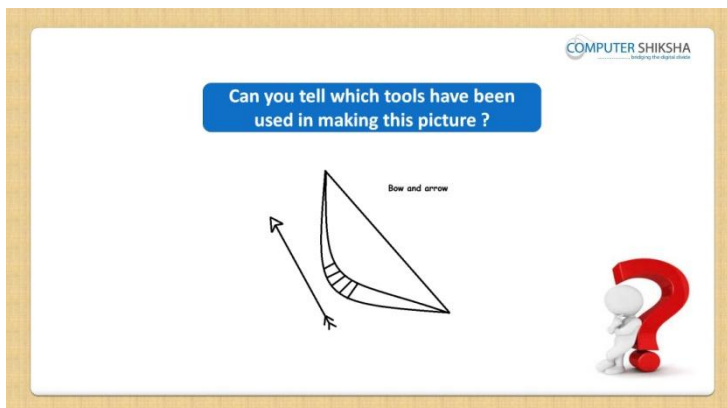 COMPUTER SHIKSHA
bridging the digital divide
Can you tell which tools have been
used in making this picture ?
Bow and arrow